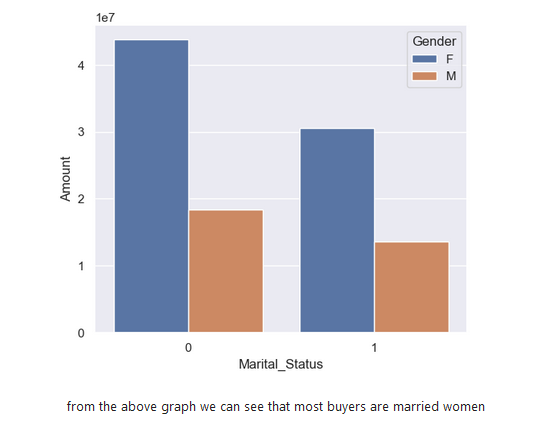 1e7
Gender
F
M
4
3
2
1
0
Amount
0 1
Marital_Status
from the above graph we can see that most buyers are married women